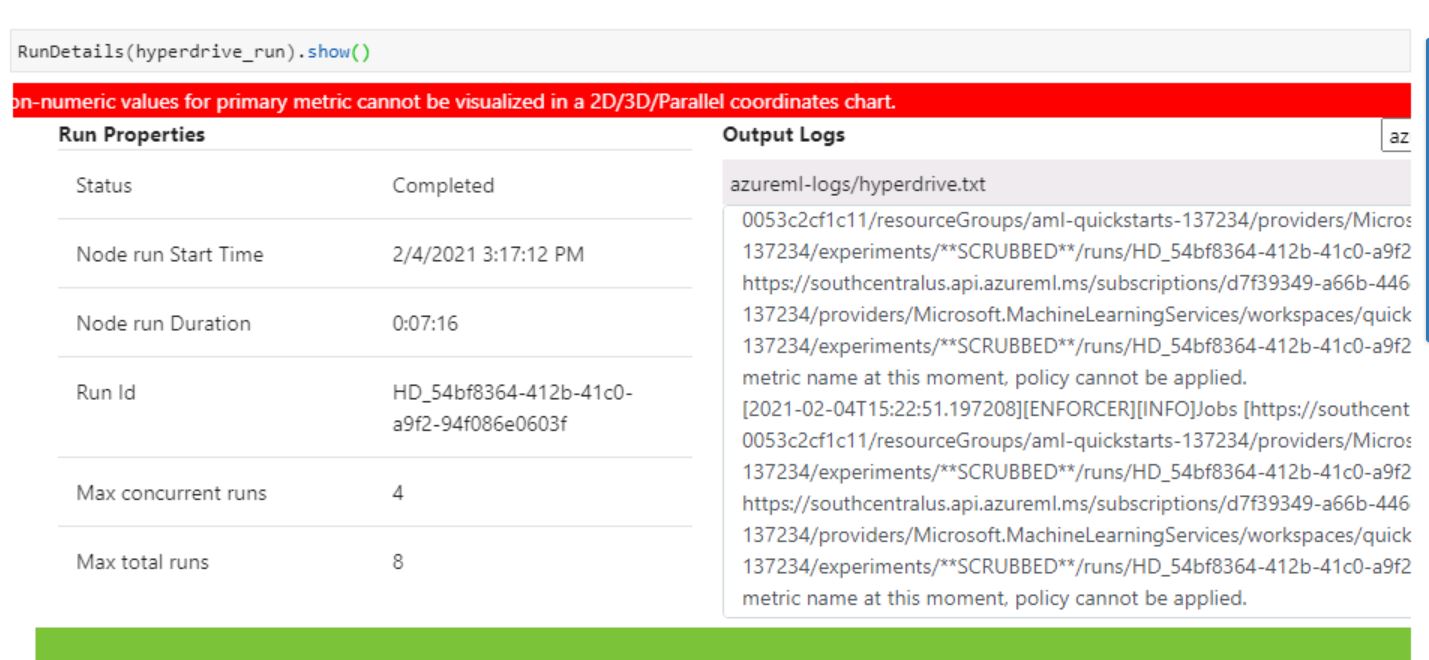 RunDetails(hyperdrive_run).show()
on-numeric values for primary metric cannot be visualized in a 2D/3D/Parallel coordinates chart.
Run Properties
Status Completed
Node run Start Time 2/4/2021 3:17:12 PM
Node run Duration 0:07:16
Run Id HD_54bf8364-412b-41c0-
a9f2-94f086e0603f
Max concurrent runs 4
Max total runs 8
Output Logs
az
azureml-logs/hyperdrive.txt
0053c2cf1c11/resourceGroups/aml-quickstarts-137234/providers/Micros
137234/experiments/**SCRUBBED**/runs/HD_54bf8364-412b-41c0-a9f2
https://southcentralus.api.azureml.ms/subscriptions/d7f39349-a66b-446
137234/providers/Microsoft.MachineLearningServices/workspaces/quick
137234/experiments/**SCRUBBED**/runs/HD_54bf8364-412b-41c0-a9f2
metric name at this moment, policy cannot be applied.
[2021-02-04T15:22:51.197208][ENFORCER][INFO]Jobs [https://southcent
0053c2cf1c11/resourceGroups/aml-quickstarts-137234/providers/Micros
137234/experiments/**SCRUBBED**/runs/HD_54bf8364-412b-41c0-a9f2
https://southcentralus.api.azureml.ms/subscriptions/d7f39349-a66b-446
137234/providers/Microsoft.MachineLearningServices/workspaces/quick
137234/experiments/**SCRUBBED**/runs/HD_54bf8364-412b-41c0-a9f2
metric name at this moment, policy cannot be applied.